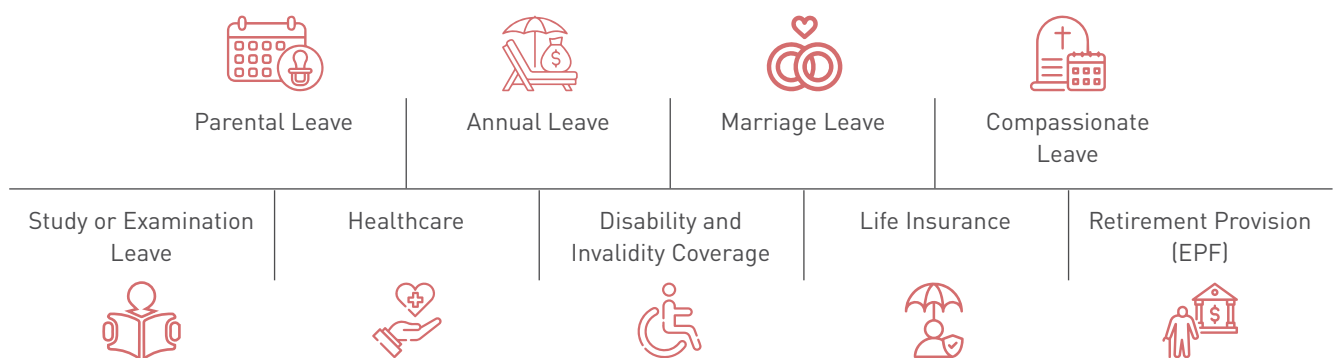 Parental Leave
Annual Leave
Marriage Leave
Compassionate
Leave
Study or Examination
Leave
Healthcare
Disability and
Invalidity Coverage
Life Insurance
Retirement Provision
(EPF)